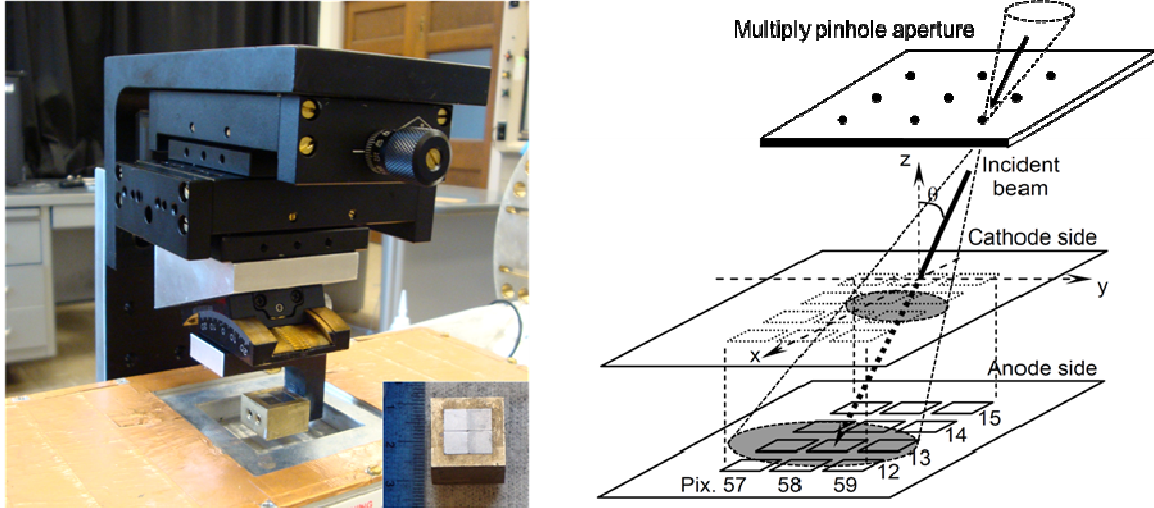 Multiply pinhole aperture
z
Incident
beam
θ
Cathode side
y
x
Anode side
15
14
13
12
Pix. 57 58 59